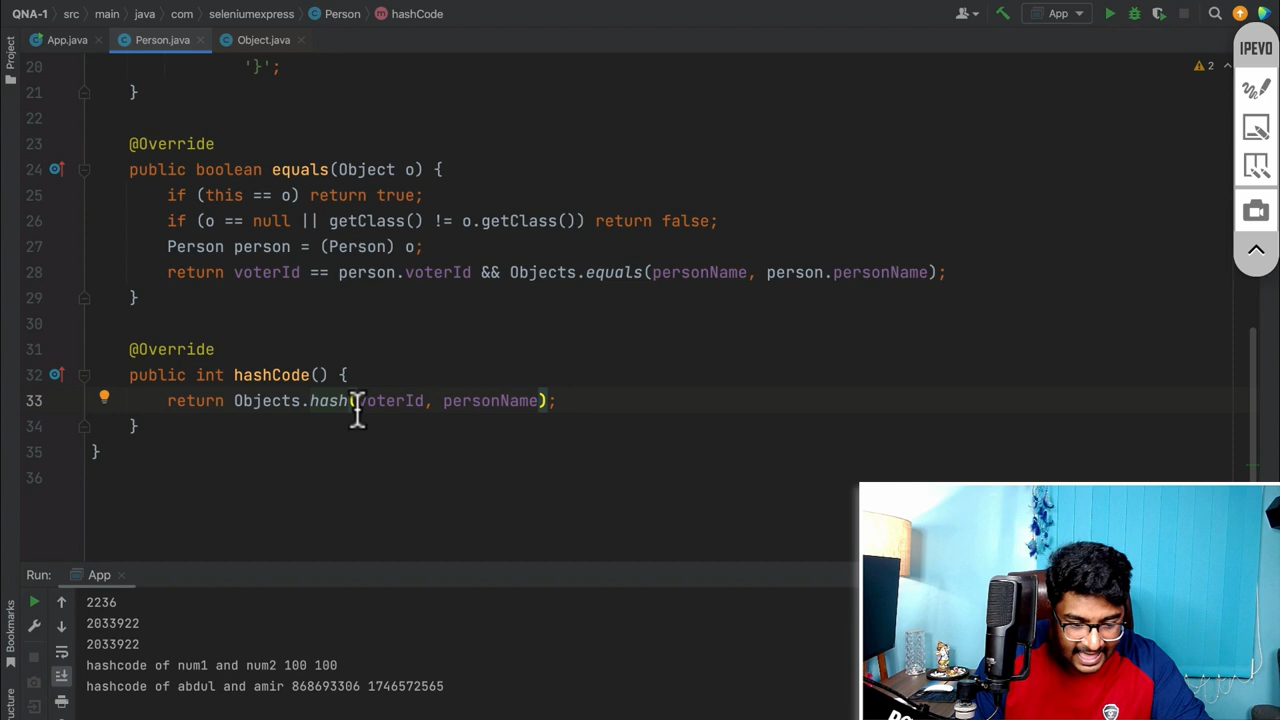 QNA-1 › src › main › java › com › seleniumexpress › Person › hashCode
App
IPEVO
Project
App.java
Person.java
Object.java
2
20 '}';
21 }
22
23 @Override
24 public boolean equals(Object o) {
25 if (this == o) return true;
26 if (o == null || getClass() != o.getClass()) return false;
27 Person person = (Person) o;
28 return voterId == person.voterId && Objects.equals(personName, person.personName);
29 }
30
31 @Override
32 public int hashCode() {
33 return Objects.hash(voterId, personName);
34 }
35 }
36
Run: App
2236
2033922
2033922
hashcode of num1 and num2 100 100
hashcode of abdul and amir 868693306 1746572565
Bookmarks